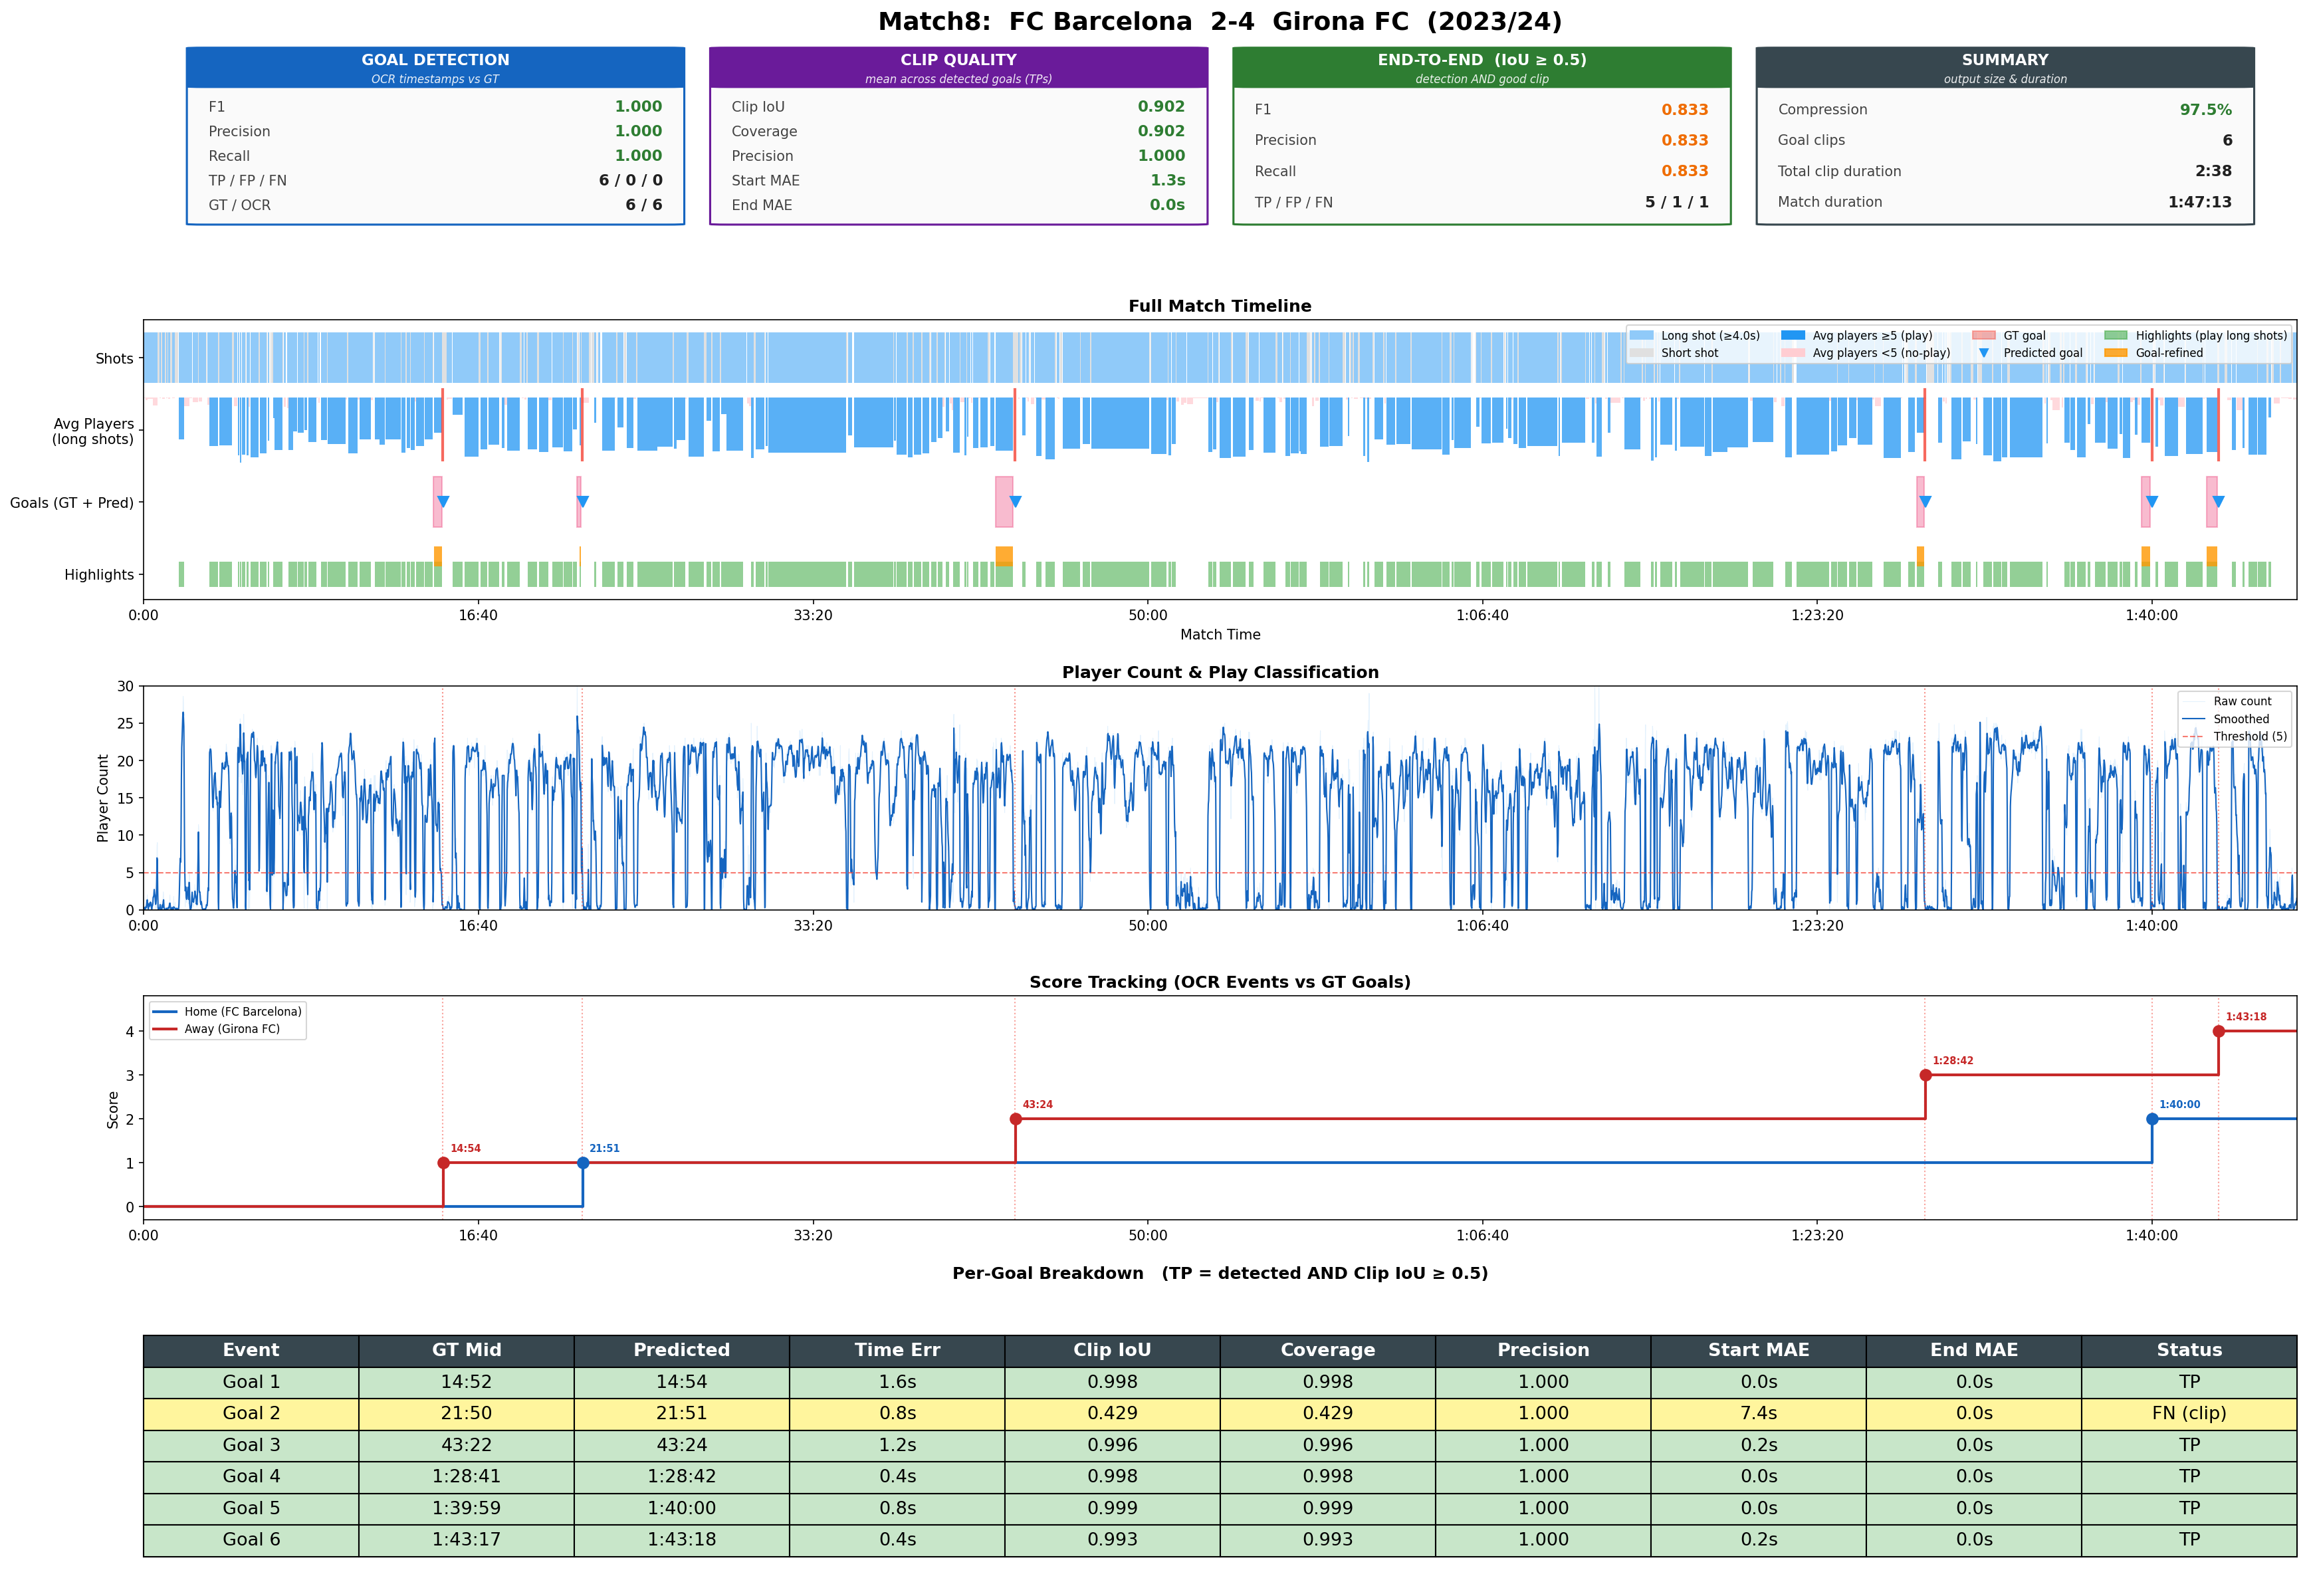 Match8:  FC Barcelona  2-4  Girona FC  (2023/24)
GOAL DETECTION
OCR timestamps vs GT
F1 1.000
Precision 1.000
Recall 1.000
TP / FP / FN 6 / 0 / 0
GT / OCR 6 / 6
CLIP QUALITY
mean across detected goals (TPs)
Clip IoU 0.902
Coverage 0.902
Precision 1.000
Start MAE 1.3s
End MAE 0.0s
END-TO-END  (IoU ≥ 0.5)
detection AND good clip
F1 0.833
Precision 0.833
Recall 0.833
TP / FP / FN 5 / 1 / 1
SUMMARY
output size & duration
Compression 97.5%
Goal clips 6
Total clip duration 2:38
Match duration 1:47:13
Full Match Timeline
Long shot (≥4.0s) Avg players ≥5 (play) GT goal Highlights (play long shots)
Short shot Avg players <5 (no-play) Predicted goal Goal-refined
Shots
Avg Players
(long shots)
Goals (GT + Pred)
Highlights
0:00 16:40 33:20 50:00 1:06:40 1:23:20 1:40:00
Match Time
Player Count & Play Classification
Raw count
Smoothed
Threshold (5)
Player Count
30
25
20
15
10
5
0
0:00 16:40 33:20 50:00 1:06:40 1:23:20 1:40:00
Score Tracking (OCR Events vs GT Goals)
Home (FC Barcelona)
Away (Girona FC)
Score
4
3
2
1
0
14:54
21:51
43:24
1:28:42
1:40:00
1:43:18
0:00 16:40 33:20 50:00 1:06:40 1:23:20 1:40:00
Per-Goal Breakdown   (TP = detected AND Clip IoU ≥ 0.5)
Event GT Mid Predicted Time Err Clip IoU Coverage Precision Start MAE End MAE Status
Goal 1 14:52 14:54 1.6s 0.998 0.998 1.000 0.0s 0.0s TP
Goal 2 21:50 21:51 0.8s 0.429 0.429 1.000 7.4s 0.0s FN (clip)
Goal 3 43:22 43:24 1.2s 0.996 0.996 1.000 0.2s 0.0s TP
Goal 4 1:28:41 1:28:42 0.4s 0.998 0.998 1.000 0.0s 0.0s TP
Goal 5 1:39:59 1:40:00 0.8s 0.999 0.999 1.000 0.0s 0.0s TP
Goal 6 1:43:17 1:43:18 0.4s 0.993 0.993 1.000 0.2s 0.0s TP